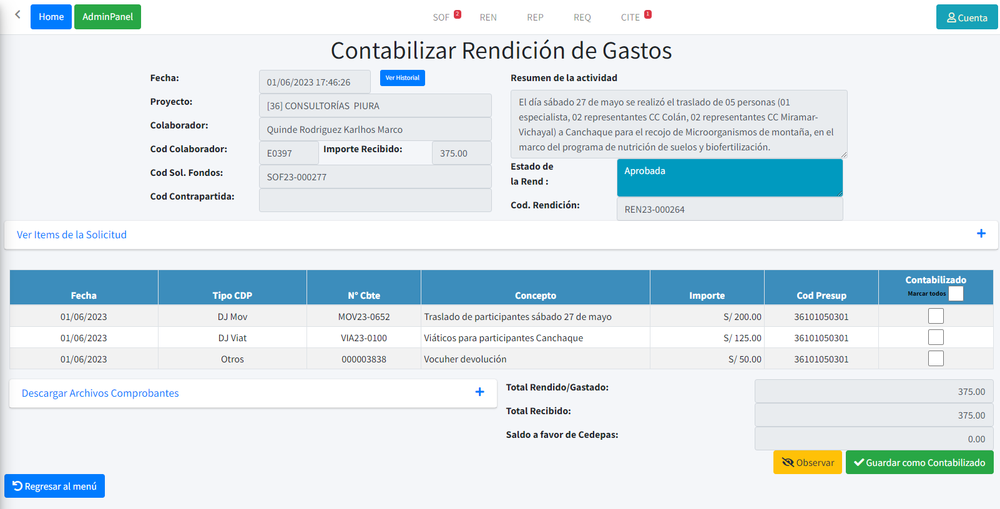 Home
AdminPanel
SOF 2
REN
REP
REQ
CITE 1
Cuenta
Contabilizar Rendición de Gastos
Fecha:
01/06/2023 17:46:26
Ver Historial
Proyecto:
[36] CONSULTORÍAS PIURA
Colaborador:
Quinde Rodriguez Karlhos Marco
Cod Colaborador:
E0397
Importe Recibido:
375.00
Cod Sol. Fondos:
SOF23-000277
Cod Contrapartida:
Resumen de la actividad
El día sábado 27 de mayo se realizó el traslado de 05 personas (01
especialista, 02 representantes CC Colán, 02 representantes CC Miramar-
Vichayal) a Canchaque para el recojo de Microorganismos de montaña, en el
marco del programa de nutrición de suelos y biofertilización.
Estado de
la Rend :
Aprobada
Cod. Rendición:
REN23-000264
Ver Items de la Solicitud
Fecha Tipo CDP N° Cbte Concepto Importe Cod Presup Contabilizado
Marcar todos
01/06/2023 DJ Mov MOV23-0652 Traslado de participantes sábado 27 de mayo S/ 200.00 36101050301
01/06/2023 DJ Viat VIA23-0100 Viáticos para participantes Canchaque S/ 125.00 36101050301
01/06/2023 Otros 000003838 Vocuher devolución S/ 50.00 36101050301
Descargar Archivos Comprobantes
Total Rendido/Gastado:
375.00
Total Recibido:
375.00
Saldo a favor de Cedepas:
0.00
Observar
Guardar como Contabilizado
Regresar al menú